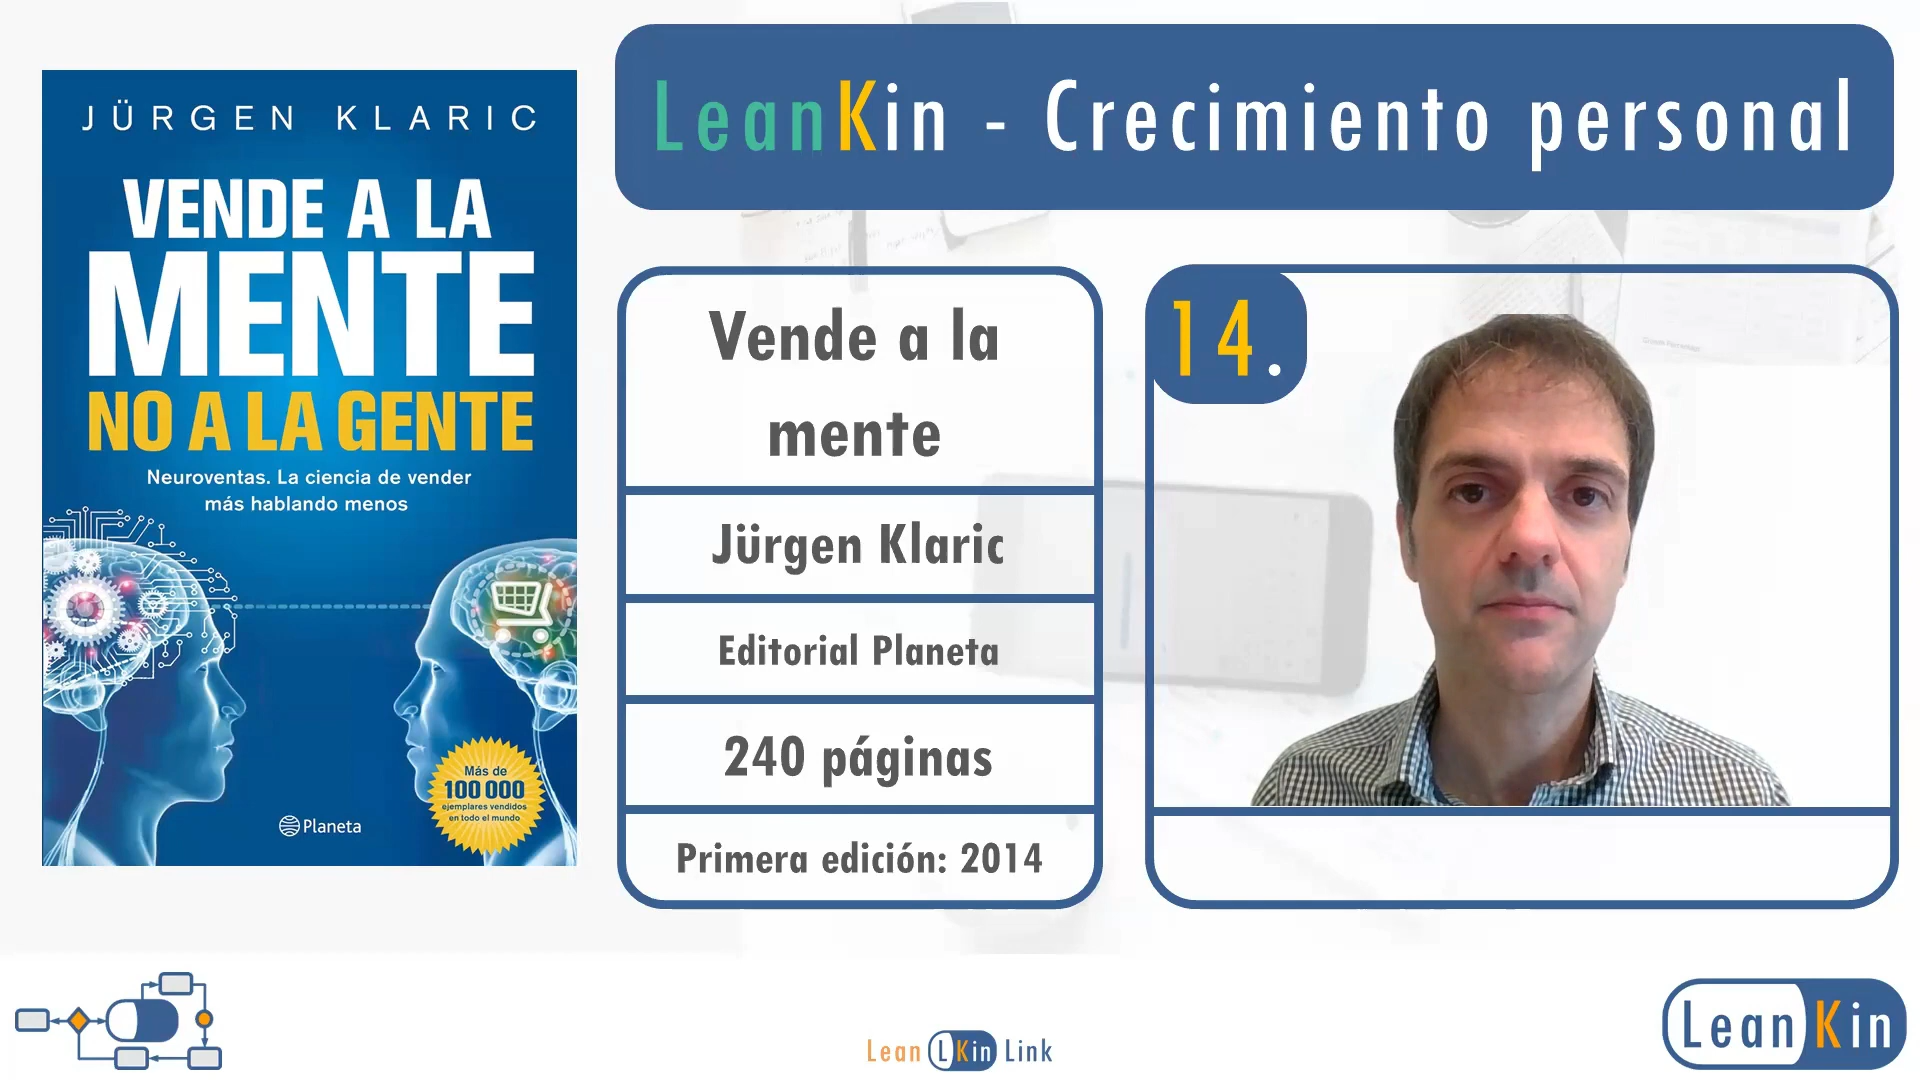 JÜRGEN KLARIC
VENDE A LA
MENTE
NO A LA GENTE
Neuroventas. La ciencia de vender
más hablando menos
Más de
100 000
ejemplares vendidos
en todo el mundo
Planeta
LeanKin - Crecimiento personal
Vende a la
mente
Jürgen Klaric
Editorial Planeta
240 páginas
Primera edición: 2014
14.
Lean LKin Link
LeanKin